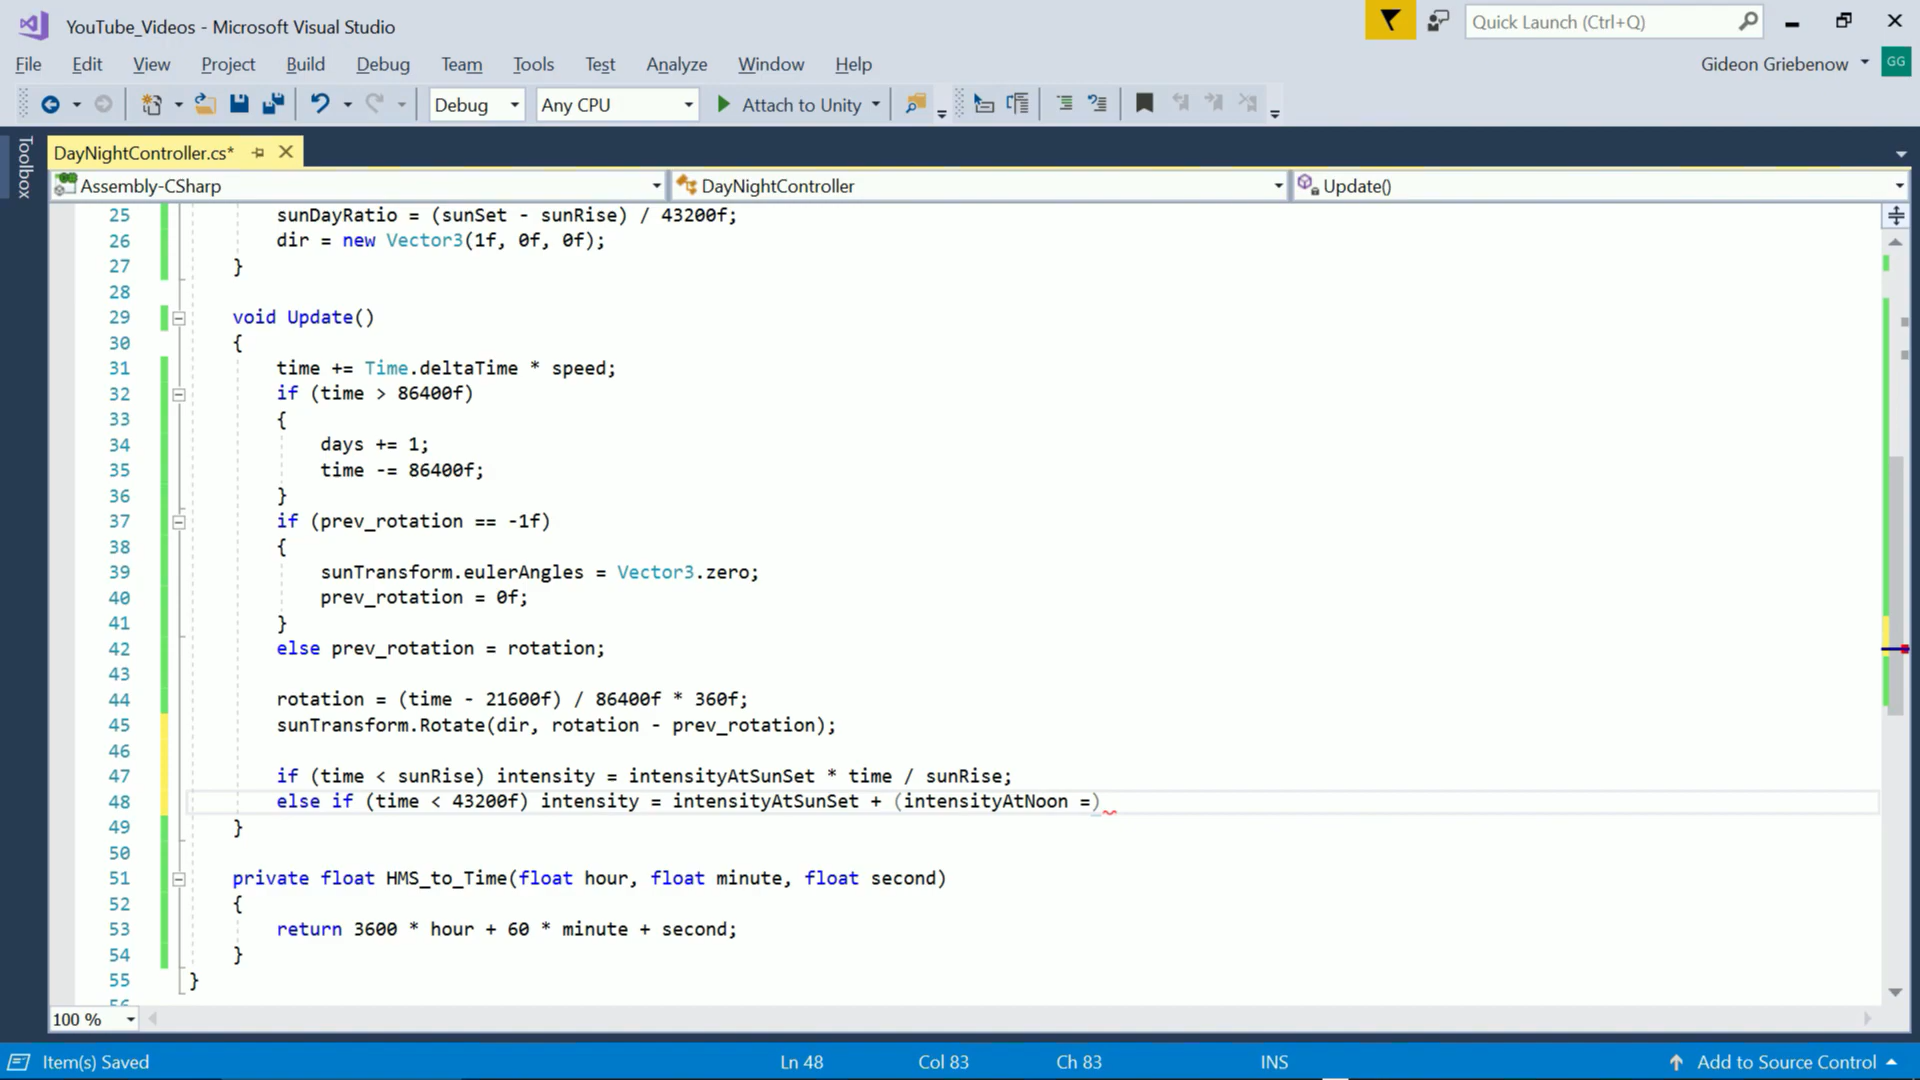 YouTube_Videos - Microsoft Visual Studio
Quick Launch (Ctrl+Q)
File Edit View Project Build Debug Team Tools Test Analyze Window Help
Gideon Griebenow GG
Debug Any CPU Attach to Unity
Toolbox
DayNightController.cs*
Assembly-CSharp DayNightController Update()
25 sunDayRatio = (sunSet - sunRise) / 43200f;
26 dir = new Vector3(1f, 0f, 0f);
27 }
28
29 void Update()
30 {
31 time += Time.deltaTime * speed;
32 if (time > 86400f)
33 {
34 days += 1;
35 time -= 86400f;
36 }
37 if (prev_rotation == -1f)
38 {
39 sunTransform.eulerAngles = Vector3.zero;
40 prev_rotation = 0f;
41 }
42 else prev_rotation = rotation;
43
44 rotation = (time - 21600f) / 86400f * 360f;
45 sunTransform.Rotate(dir, rotation - prev_rotation);
46
47 if (time < sunRise) intensity = intensityAtSunSet * time / sunRise;
48 else if (time < 43200f) intensity = intensityAtSunSet + (intensityAtNoon =)
49 }
50
51 private float HMS_to_Time(float hour, float minute, float second)
52 {
53 return 3600 * hour + 60 * minute + second;
54 }
55 }
56
100 %
Item(s) Saved Ln 48 Col 83 Ch 83 INS Add to Source Control